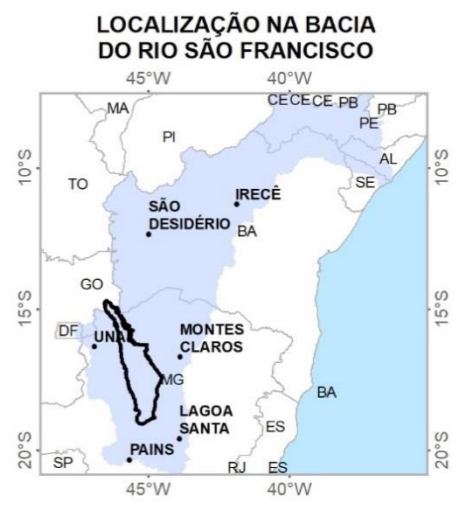 LOCALIZAÇÃO NA BACIA
DO RIO SÃO FRANCISCO
45°W 40°W
CE CE CE PB
MA PB
PE
PI
AL
10°S 10°S
TO SE
IRECÊ
SÃO
DESIDÉRIO BA
GO
15°S 15°S
DF UNAÍ
MONTES
CLAROS
MG
BA
LAGOA
SANTA
ES
PAINS
20°S 20°S
SP RJ ES
45°W 40°W